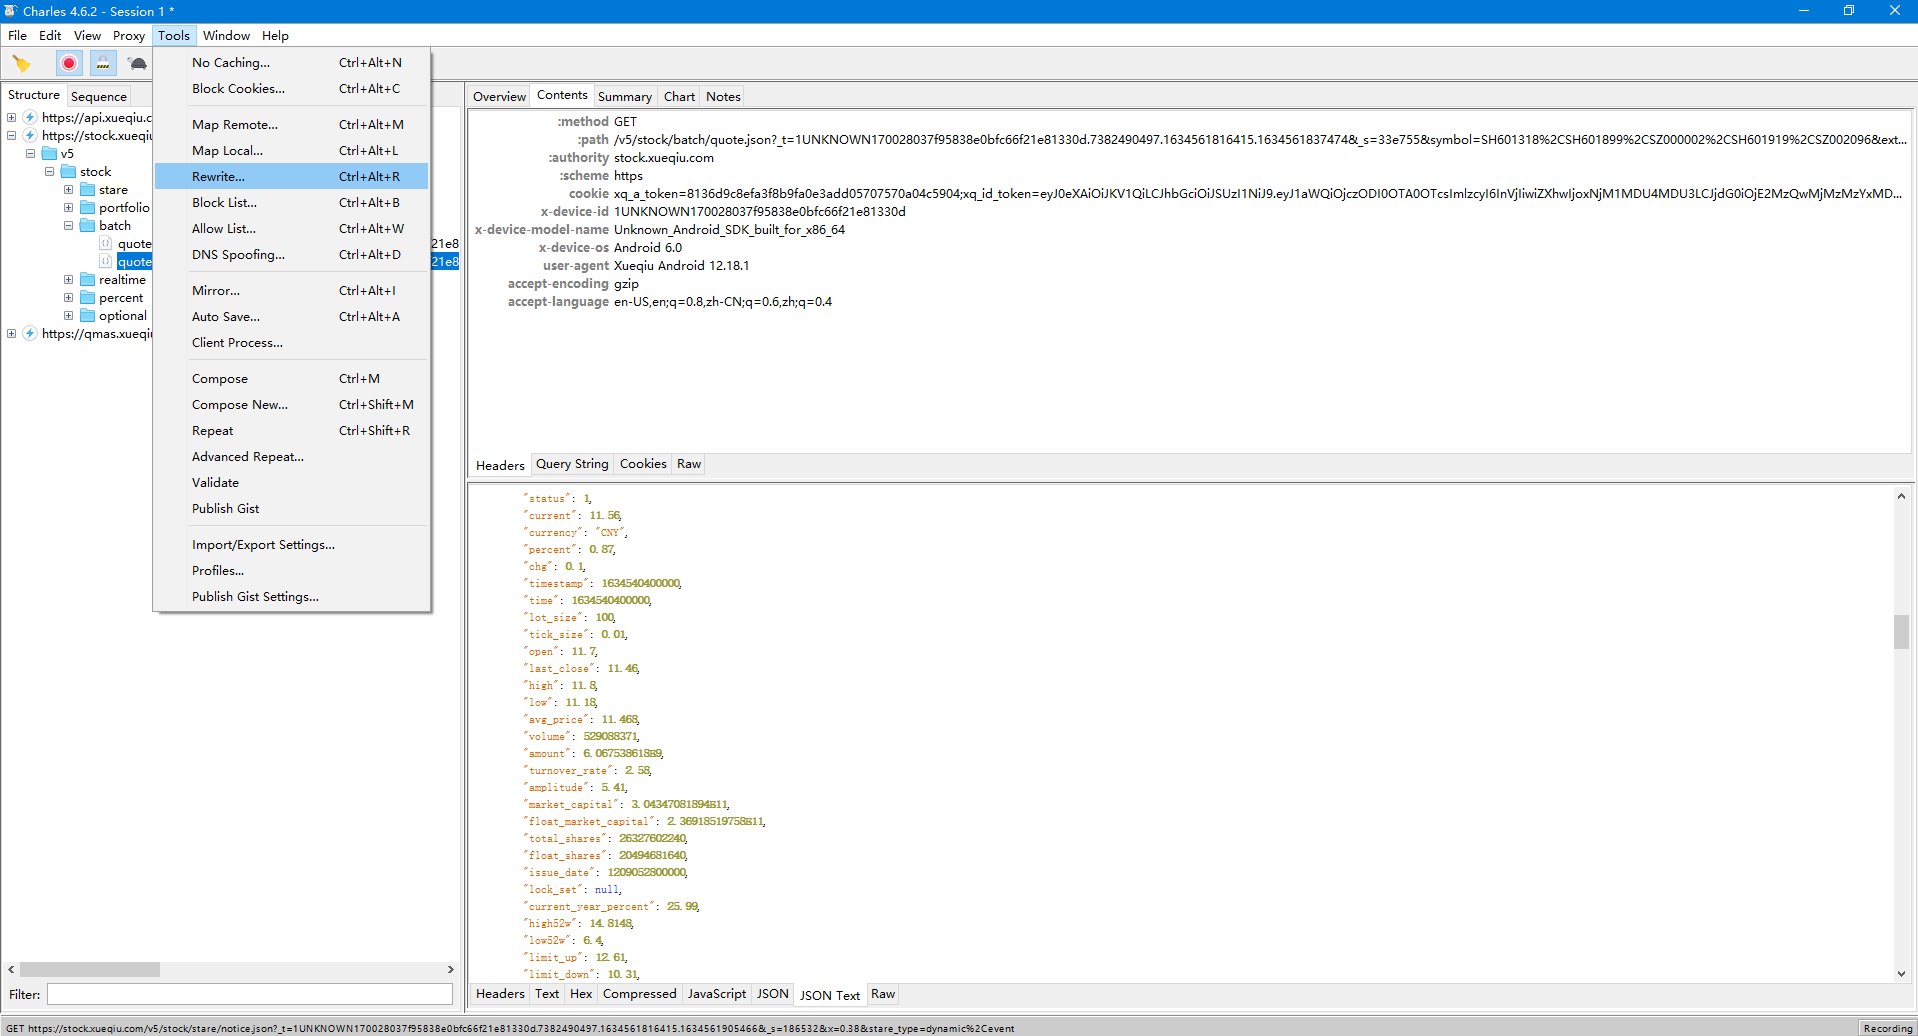 Charles 4.6.2 - Session 1 *
File Edit View Proxy Tools Window Help
Structure Sequence
https://api.xueqiu.c
https://stock.xueqiu
v5
stock
stare
portfolio
batch
quote 21e8
quote 21e8
realtime
percent
optional
https://qmas.xueqiu
Filter:
No Caching... Ctrl+Alt+N
Block Cookies... Ctrl+Alt+C
Map Remote... Ctrl+Alt+M
Map Local... Ctrl+Alt+L
Rewrite... Ctrl+Alt+R
Block List... Ctrl+Alt+B
Allow List... Ctrl+Alt+W
DNS Spoofing... Ctrl+Alt+D
Mirror... Ctrl+Alt+I
Auto Save... Ctrl+Alt+A
Client Process...
Compose Ctrl+M
Compose New... Ctrl+Shift+M
Repeat Ctrl+Shift+R
Advanced Repeat...
Validate
Publish Gist
Import/Export Settings...
Profiles...
Publish Gist Settings...
Overview Contents Summary Chart Notes
:method GET
:path /v5/stock/batch/quote.json?_t=1UNKNOWN170028037f95838e0bfc66f21e81330d.7382490497.1634561816415.1634561837474&_s=33e755&symbol=SH601318%2CSH601899%2CSZ000002%2CSH601919%2CSZ002096&ext...
:authority stock.xueqiu.com
:scheme https
cookie xq_a_token=8136d9c8efa3f8b9fa0e3add05707570a04c5904;xq_id_token=eyJ0eXAiOiJKV1QiLCJhbGciOiJSUzI1NiJ9.eyJ1aWQiOjczODI0OTA0OTcsImlzcyI6InVjIiwiZXhwIjoxNjM1MDU4MDU3LCJjdG0iOjE2MzQwMjMzMzYxMD...
x-device-id 1UNKNOWN170028037f95838e0bfc66f21e81330d
x-device-model-name Unknown_Android_SDK_built_for_x86_64
x-device-os Android 6.0
user-agent Xueqiu Android 12.18.1
accept-encoding gzip
accept-language en-US,en;q=0.8,zh-CN;q=0.6,zh;q=0.4
Headers Query String Cookies Raw
"status": 1,
"current": 11.56,
"currency": "CNY",
"percent": 0.87,
"chg": 0.1,
"timestamp": 1634540400000,
"time": 1634540400000,
"lot_size": 100,
"tick_size": 0.01,
"open": 11.7,
"last_close": 11.46,
"high": 11.8,
"low": 11.18,
"avg_price": 11.468,
"volume": 529088371,
"amount": 6.067538618E9,
"turnover_rate": 2.58,
"amplitude": 5.41,
"market_capital": 3.04347081894E11,
"float_market_capital": 2.36918519758E11,
"total_shares": 26327602240,
"float_shares": 20494681640,
"issue_date": 1209052800000,
"lock_set": null,
"current_year_percent": 25.99,
"high52w": 14.8148,
"low52w": 6.4,
"limit_up": 12.61,
"limit_down": 10.31,
Headers Text Hex Compressed JavaScript JSON JSON Text Raw
GET https://stock.xueqiu.com/v5/stock/stare/notice.json?_t=1UNKNOWN170028037f95838e0bfc66f21e81330d.7382490497.1634561816415.1634561905466&_s=186532&x=0.38&stare_type=dynamic%2Cevent
Recording